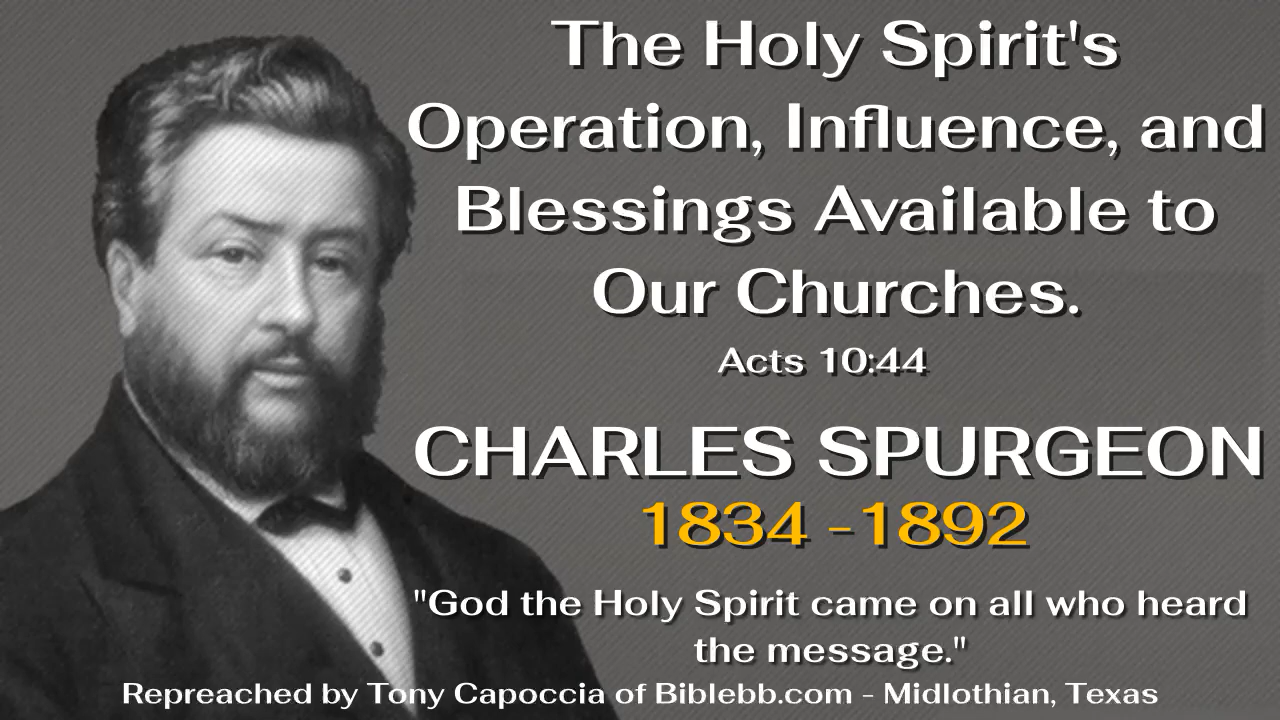 The Holy Spirit's
Operation, Influence, and
Blessings Available to
Our Churches.
Acts 10:44
CHARLES SPURGEON
1834 -1892
"God the Holy Spirit came on all who heard
the message."
Repreached by Tony Capoccia of Biblebb.com - Midlothian, Texas